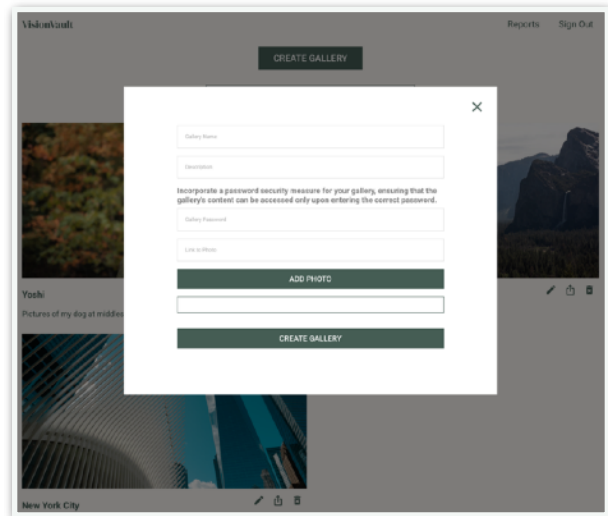 VisionVault
Reports
Sign Out
CREATE GALLERY
Gallery Name
Description
Incorporate a password security measure for your gallery, ensuring that the
gallery's content can be accessed only upon entering the correct password.
Gallery Password
Link to Photo
ADD PHOTO
CREATE GALLERY
Yoshi
Pictures of my dog at middles
New York City